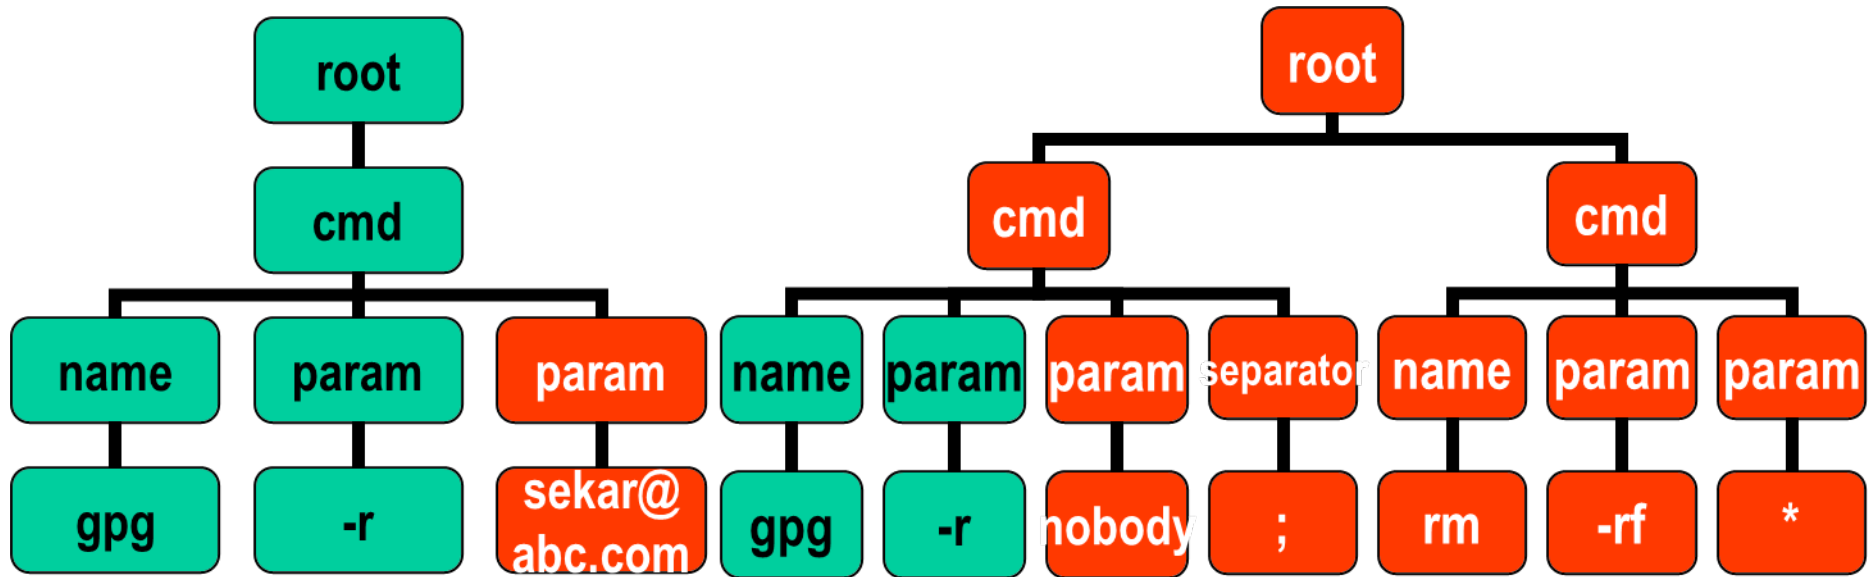 root
cmd
name
param
param
gpg
-r
sekar@
abc.com
root
cmd
cmd
name
param
param
separator
name
param
param
gpg
-r
nobody
;
rm
-rf
*